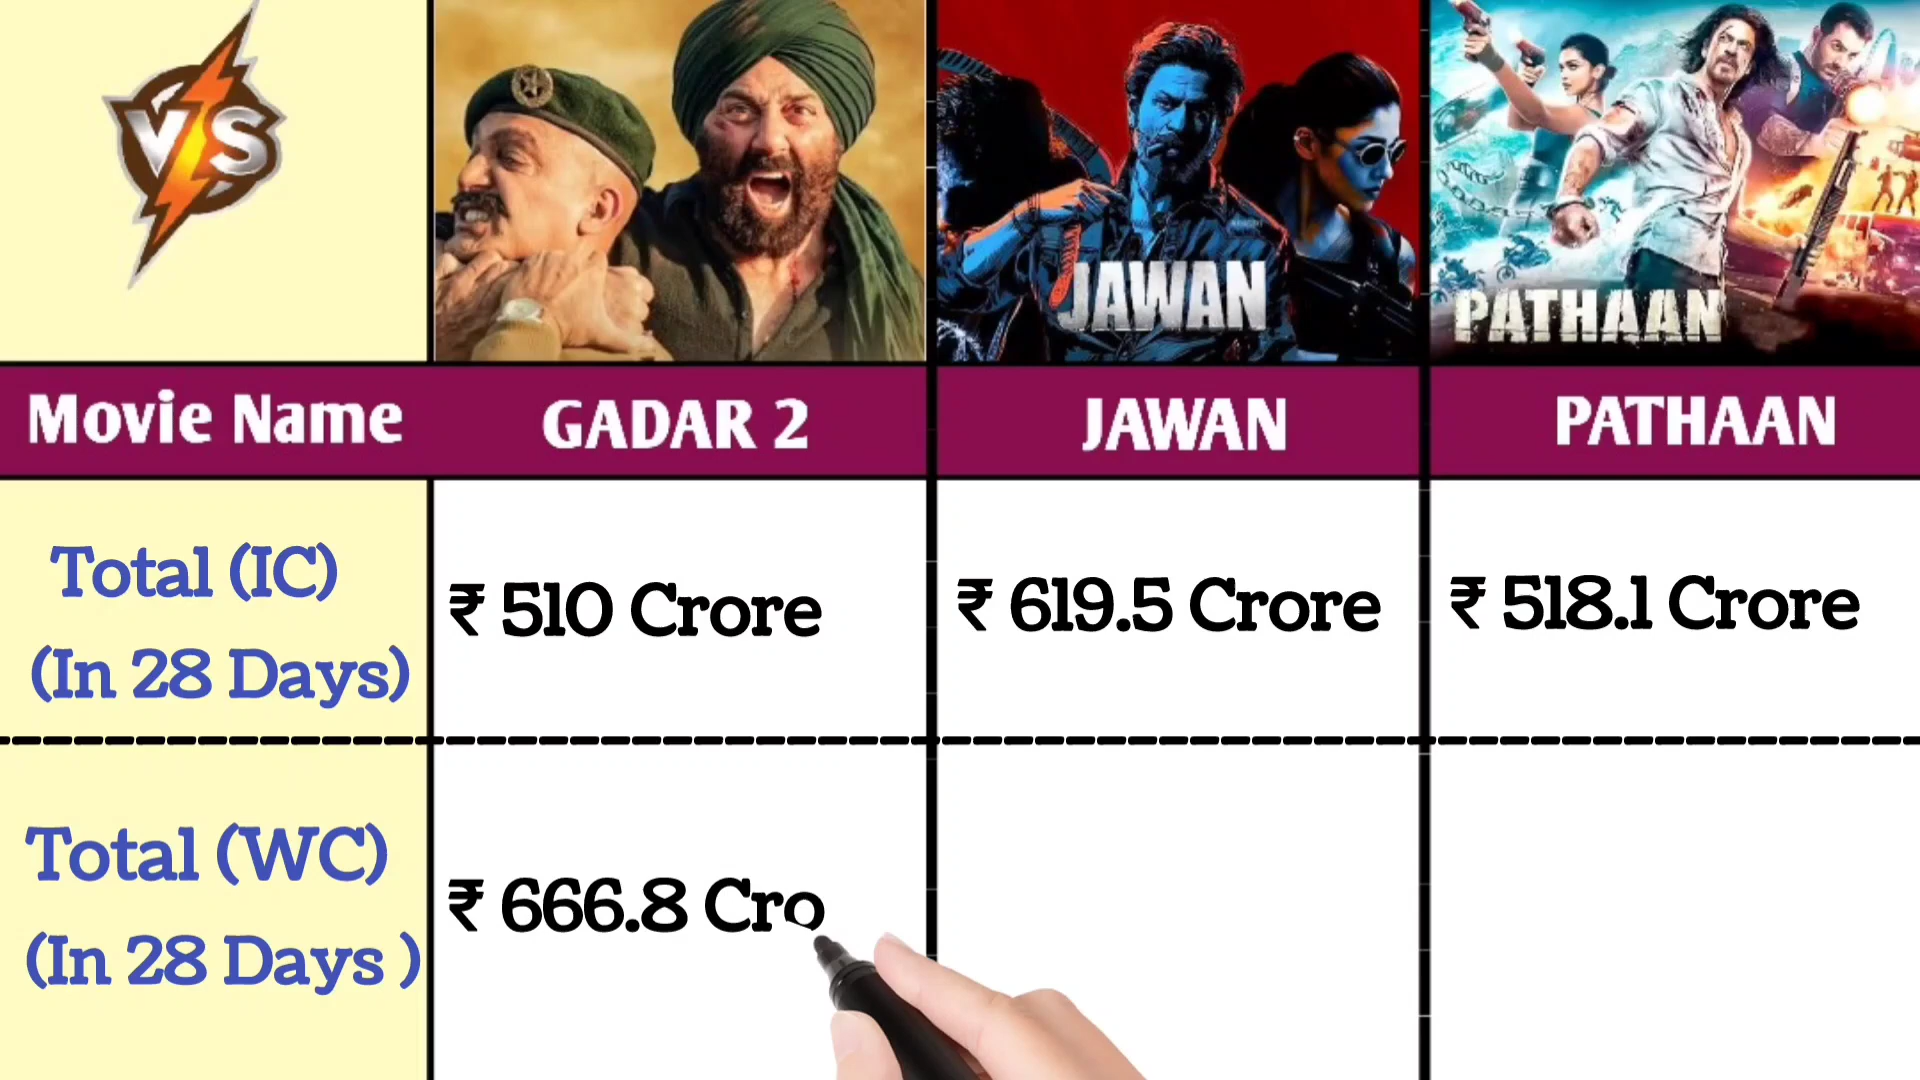 VS
JAWAN
PATHAAN
Movie Name
GADAR 2
JAWAN
PATHAAN
Total (IC)
(In 28 Days)
₹ 510 Crore
₹ 619.5 Crore
₹ 518.1 Crore
Total (WC)
(In 28 Days )
₹ 666.8 Cro